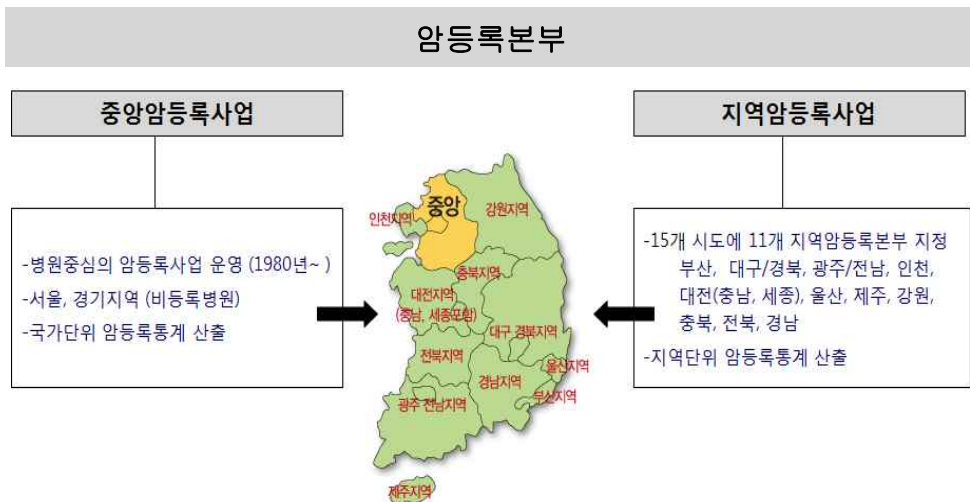 암등록본부
중앙암등록사업
지역암등록사업
-병원중심의 암등록사업 운영 (1980년~ )
-서울, 경기지역 (비등록병원)
-국가단위 암등록통계 산출
중앙
인천지역
강원지역
충북지역
대전지역
(충남, 세종포함)
대구 경북지역
전북지역
울산지역
경남지역
부산지역
광주 전남지역
제주지역
-15개 시도에 11개 지역암등록본부 지정
부산, 대구/경북, 광주/전남, 인천,
대전(충남, 세종), 울산, 제주, 강원,
충북, 전북, 경남
-지역단위 암등록통계 산출